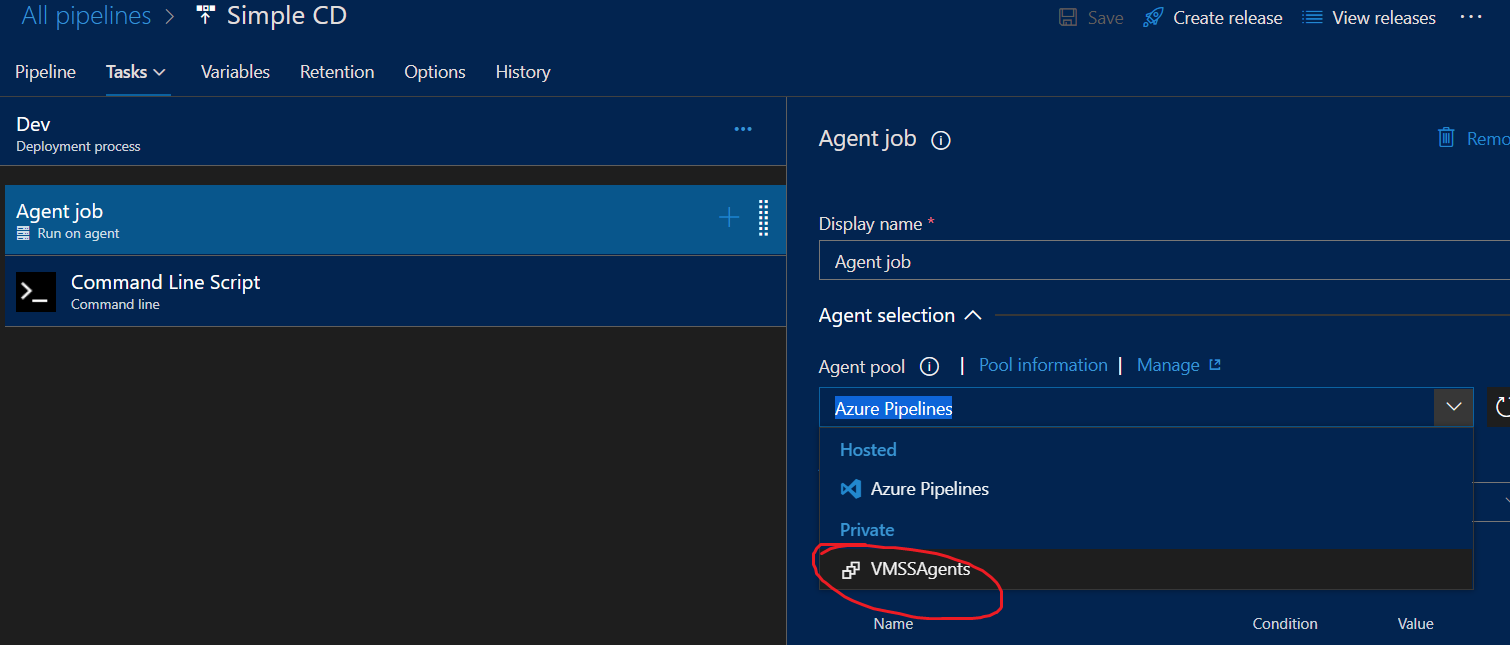 All pipelines > Simple CD
Save Create release View releases ...
Pipeline Tasks Variables Retention Options History
Dev
Deployment process
Agent job
Run on agent
Command Line Script
Command line
Agent job
Display name *
Agent job
Agent selection
Agent pool | Pool information | Manage
Azure Pipelines
Hosted
Azure Pipelines
Private
VMSSAgents
Name Condition Value